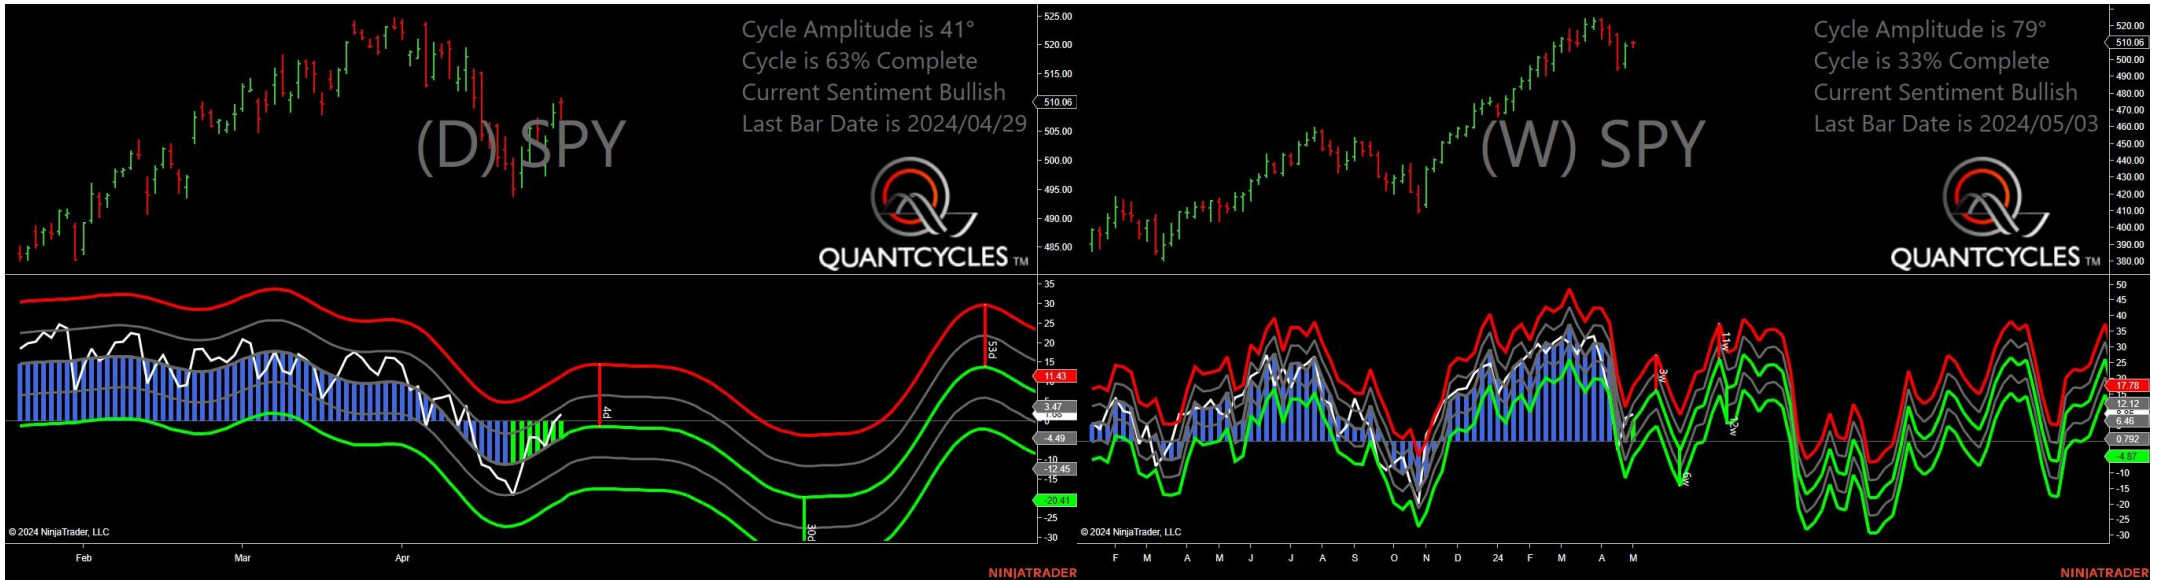 Cycle Amplitude is 41°
Cycle is 63% Complete
Current Sentiment Bullish
Last Bar Date is 2024/04/29
(D) SPY
QUANTCYCLES TM
525.00
520.00
515.00
510.06
505.00
500.00
495.00
490.00
485.00
35
30
25
20
15
11.43
3.47
-4.49
-10
-12.45
-15
-20.41
-25
-30
4d
30d
53d
© 2024 NinjaTrader, LLC
Feb Mar Apr
NINJATRADER
Cycle Amplitude is 79°
Cycle is 33% Complete
Current Sentiment Bullish
Last Bar Date is 2024/05/03
(W) SPY
QUANTCYCLES TM
520.00
510.06
500.00
490.00
480.00
470.00
460.00
450.00
440.00
430.00
420.00
410.00
400.00
390.00
380.00
50
45
40
35
30
25
20
17.78
12.12
6.46
0.792
-4.87
-10
-15
-20
-25
-30
3w
6w
11w
12w
© 2024 NinjaTrader, LLC
F M A M J J A S O N D 24 F M A M
NINJATRADER